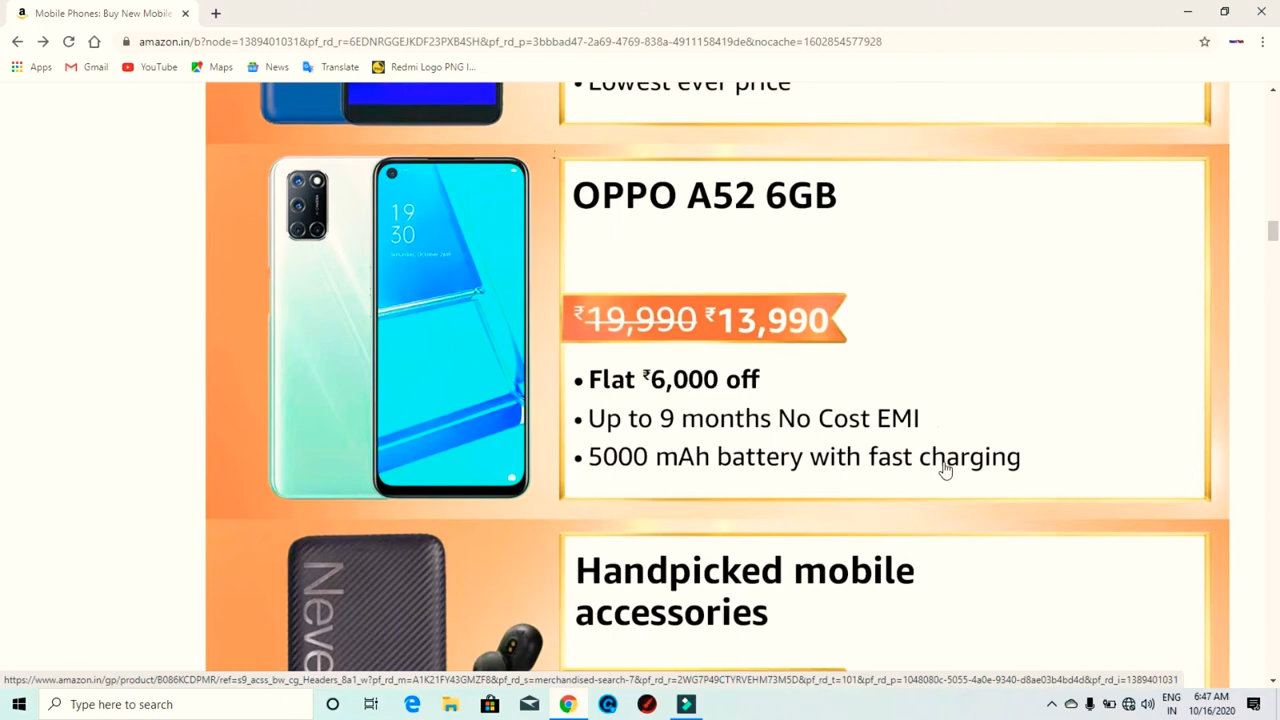 Mobile Phones: Buy New Mobile
amazon.in/b?node=1389401031&pf_rd_r=6EDNRGGEJKDF23PXB4SH&pf_rd_p=3bbbad47-2a69-4769-838a-4911158419de&nocache=1602854577928
Apps Gmail YouTube Maps News Translate Redmi Logo PNG I...
• Lowest ever price
OPPO A52 6GB
19
30
₹19,990 ₹13,990
• Flat ₹6,000 off
• Up to 9 months No Cost EMI
• 5000 mAh battery with fast charging
Handpicked mobile
accessories
Neve
https://www.amazon.in/gp/product/B086KCDPMR/ref=s9_acss_bw_cg_Headers_8a1_w?pf_rd_m=A1K21FY43GMZF8&pf_rd_s=merchandised-search-7&pf_rd_r=2WG7P49CTYRVEHM73M5D&pf_rd_t=101&pf_rd_p=1048080c-5055-4a0e-9340-d8ae03b4bd4d&pf_rd_i=1389401031
Type here to search
ENG
IN
6:47 AM
10/16/2020